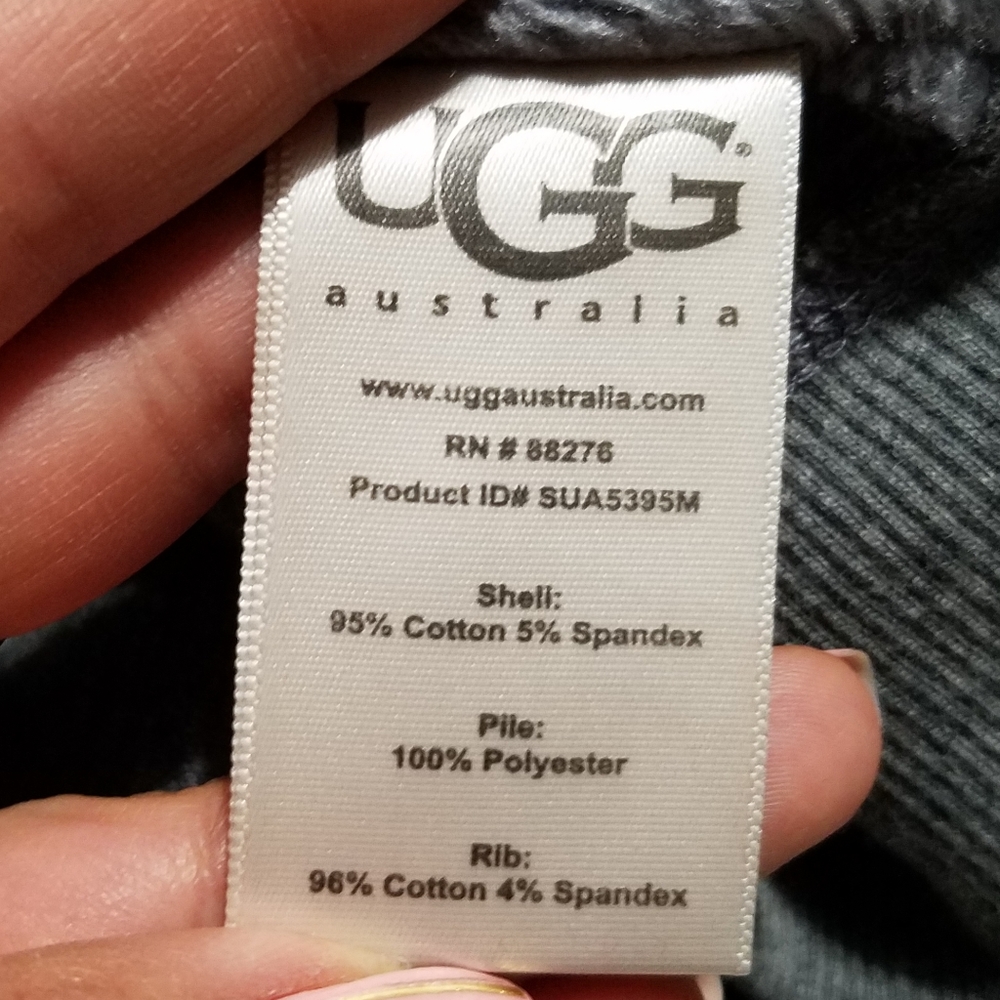 UGG®
australia
www.uggaustralia.com
RN # 88276
Product ID# SUA5395M
Shell:
95% Cotton 5% Spandex
Pile:
100% Polyester
Rib:
96% Cotton 4% Spandex